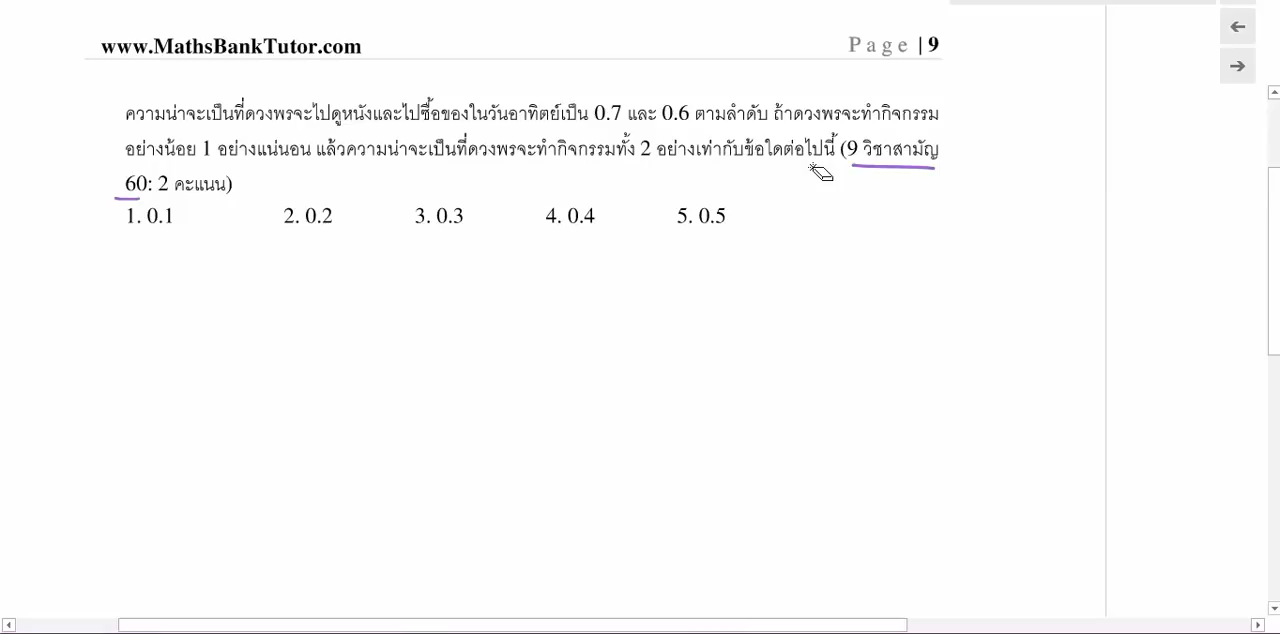 www.MathsBankTutor.com
Page | 9
ความน่าจะเป็นที่ดวงพรจะไปดูหนังและไปซื้อของในวันอาทิตย์เป็น 0.7 และ 0.6 ตามลำดับ ถ้าดวงพรจะทำกิจกรรม
อย่างน้อย 1 อย่างแน่นอน แล้วความน่าจะเป็นที่ดวงพรจะทำกิจกรรมทั้ง 2 อย่างเท่ากับข้อใดต่อไปนี้ (9 วิชาสามัญ
60: 2 คะแนน)
1. 0.1 2. 0.2 3. 0.3 4. 0.4 5. 0.5